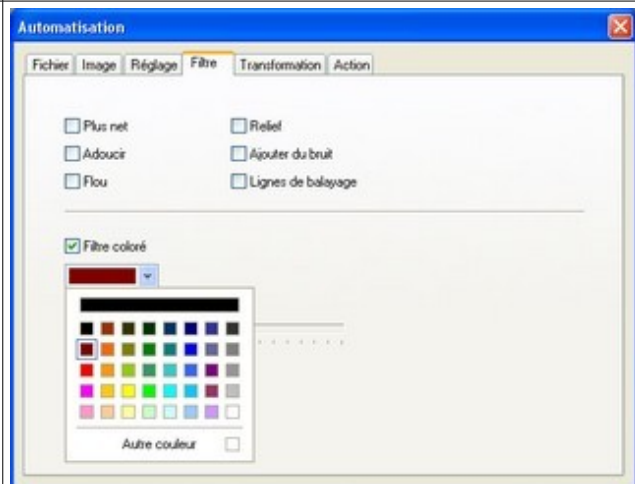 Automatisation
Fichier Image Réglage Filtre Transformation Action
Plus net Relief
Adoucir Ajouter du bruit
Flou Lignes de balayage
Filtre coloré
Autre couleur